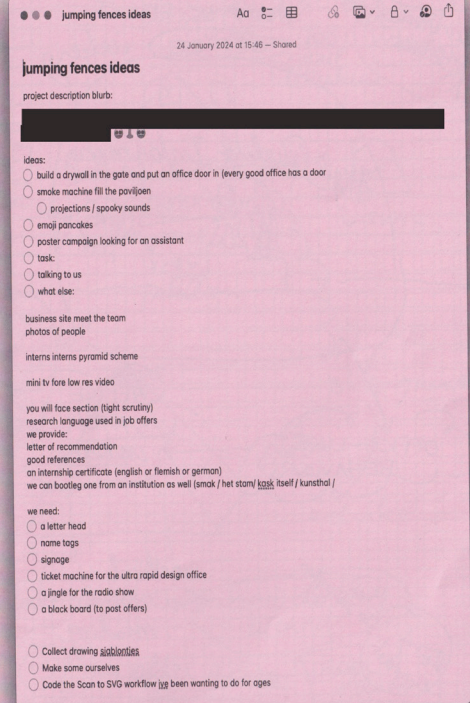 jumping fences ideas
Aa
24 January 2024 at 15:46 – Shared
jumping fences ideas
project description blurb:
ideas:
build a drywall in the gate and put an office door in (every good office has a door
smoke machine fill the paviljoen
projections / spooky sounds
emoji pancakes
poster campaign looking for an assistant
task:
talking to us
what else:
business site meet the team
photos of people
interns interns pyramid scheme
mini tv fore low res video
you will face section (tight scrutiny)
research language used in job offers
we provide:
letter of recommendation
good references
an internship certificate (english or flemish or german)
we can bootleg one from an institution as well (smak / het stam/ kask itself / kunsthal /
we need:
a letter head
name tags
signage
ticket machine for the ultra rapid design office
a jingle for the radio show
a black board (to post offers)
Collect drawing sjablontjes
Make some ourselves
Code the Scan to SVG workflow ive been wanting to do for ages